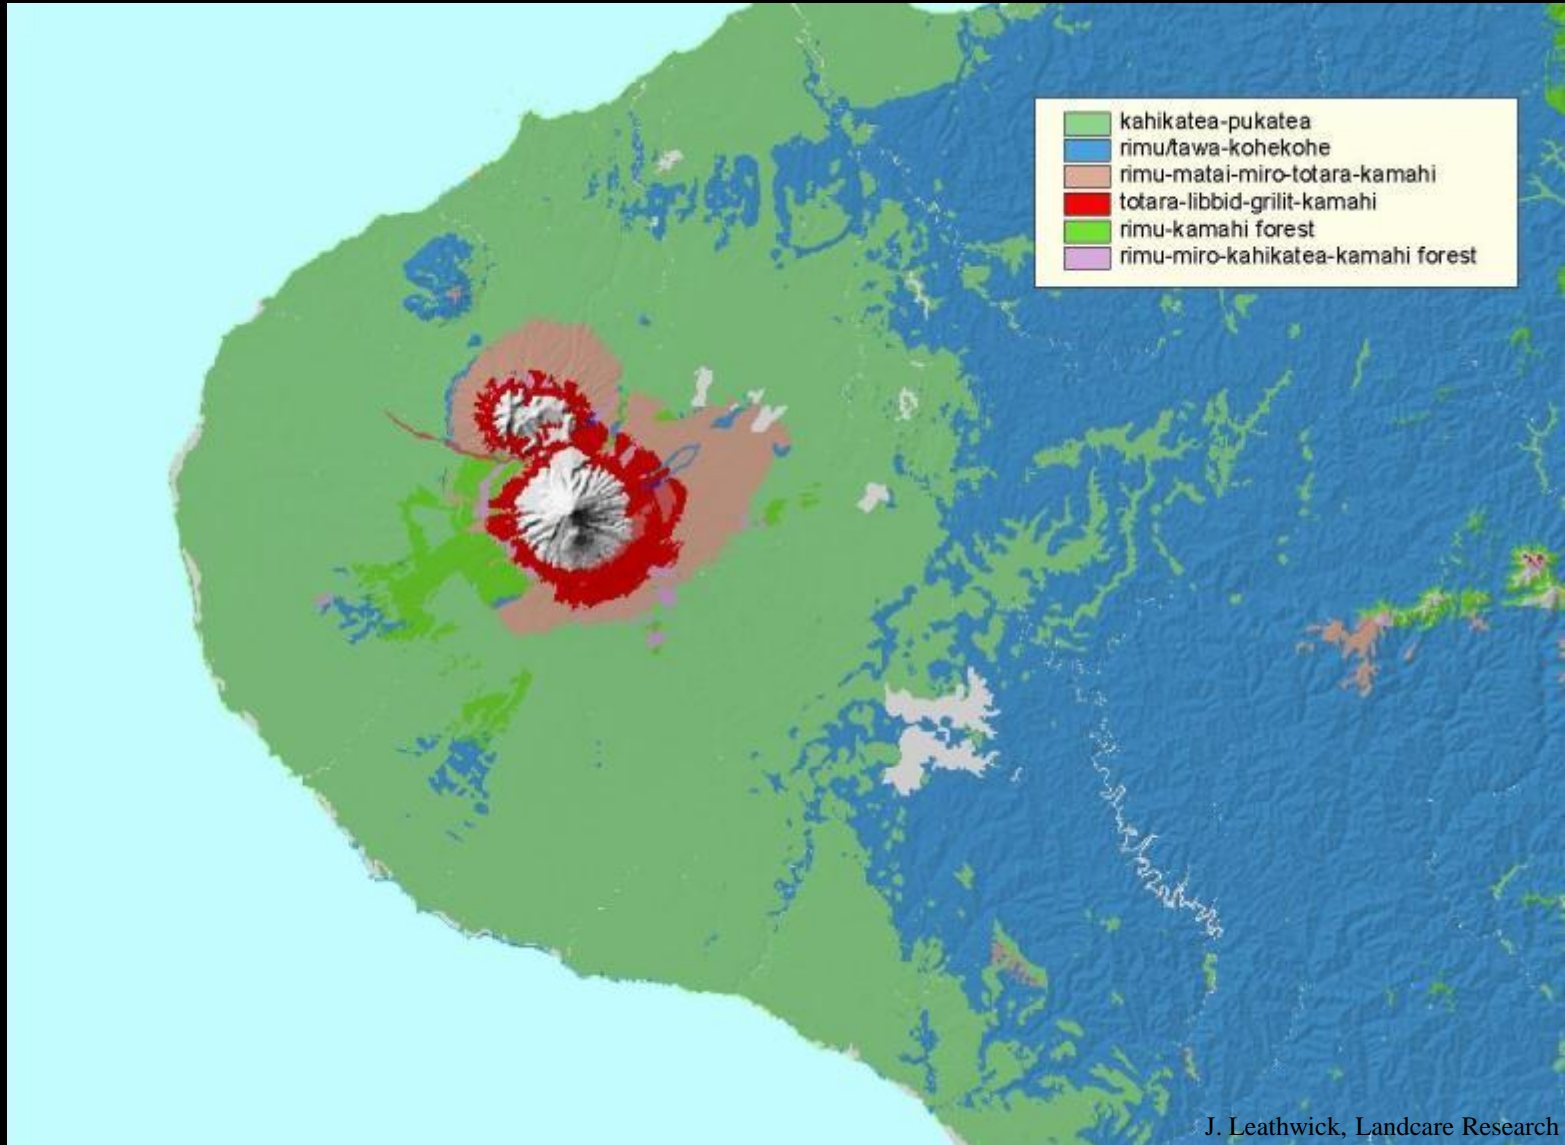 kahikatea-pukatea
rimu/tawa-kohekohe
rimu-matai-miro-totara-kamahi
totara-libbid-grilit-kamahi
rimu-kamahi forest
rimu-miro-kahikatea-kamahi forest
J. Leathwick, Landcare Research